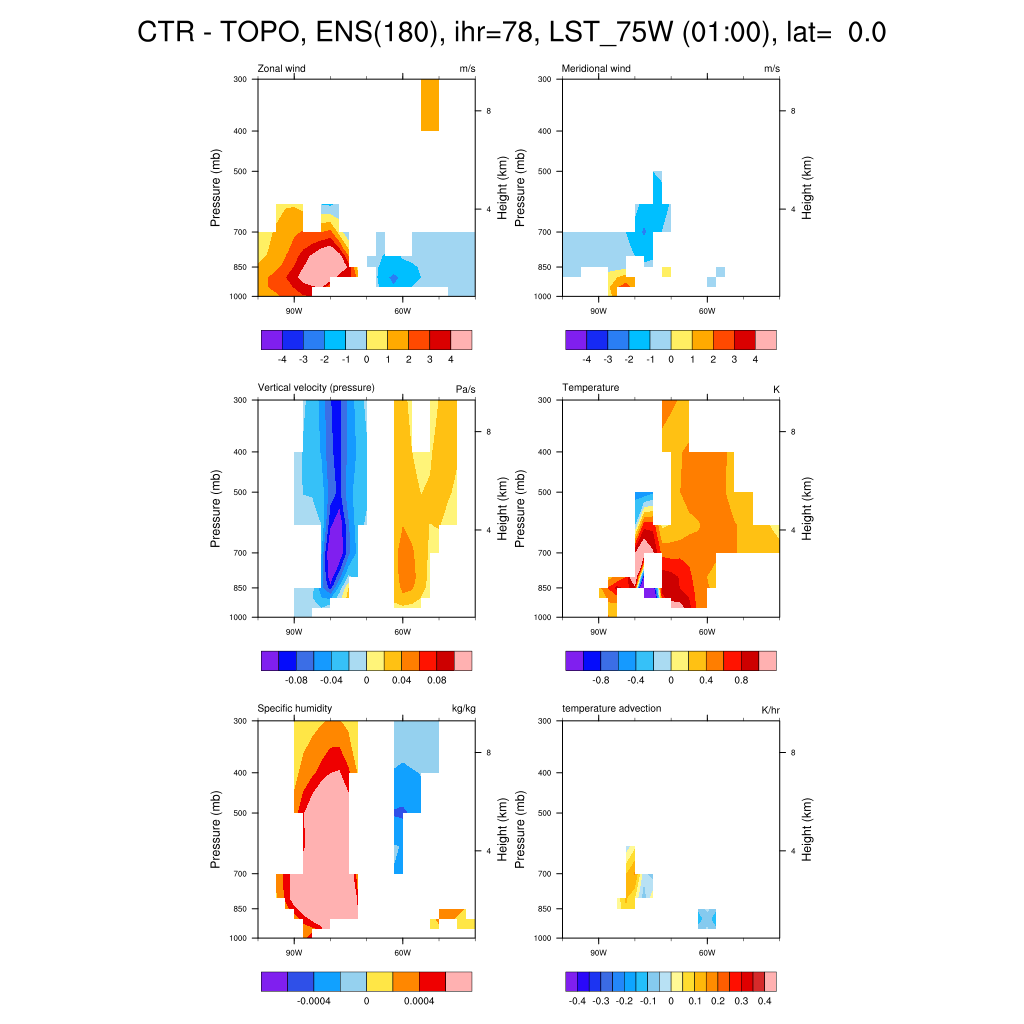 CTR - TOPO, ENS(180), ihr=78, LST_75W (01:00), lat= 0.0
Zonal wind m/s
Pressure (mb)
300
400
500
700
850
1000
90W 60W
8
4
Height (km)
-4 -3 -2 -1 0 1 2 3 4
Meridional wind m/s
Pressure (mb)
300
400
500
700
850
1000
90W 60W
8
4
Height (km)
-4 -3 -2 -1 0 1 2 3 4
Vertical velocity (pressure) Pa/s
Pressure (mb)
300
400
500
700
850
1000
90W 60W
8
4
Height (km)
-0.08 -0.04 0 0.04 0.08
Temperature K
Pressure (mb)
300
400
500
700
850
1000
90W 60W
8
4
Height (km)
-0.8 -0.4 0 0.4 0.8
Specific humidity kg/kg
Pressure (mb)
300
400
500
700
850
1000
90W 60W
8
4
Height (km)
-0.0004 0 0.0004
temperature advection K/hr
Pressure (mb)
300
400
500
700
850
1000
90W 60W
8
4
Height (km)
-0.4 -0.3 -0.2 -0.1 0 0.1 0.2 0.3 0.4